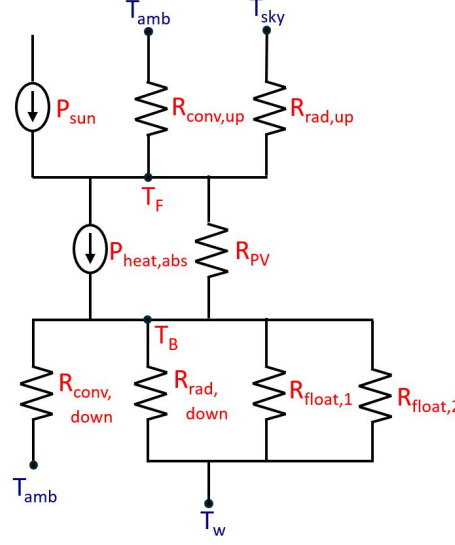 T_amb
T_sky
P_sun
R_conv,up
R_rad,up
T_F
P_heat,abs
R_PV
T_B
R_conv,
down
R_rad,
down
R_float,1
R_float,2
T_amb
T_w